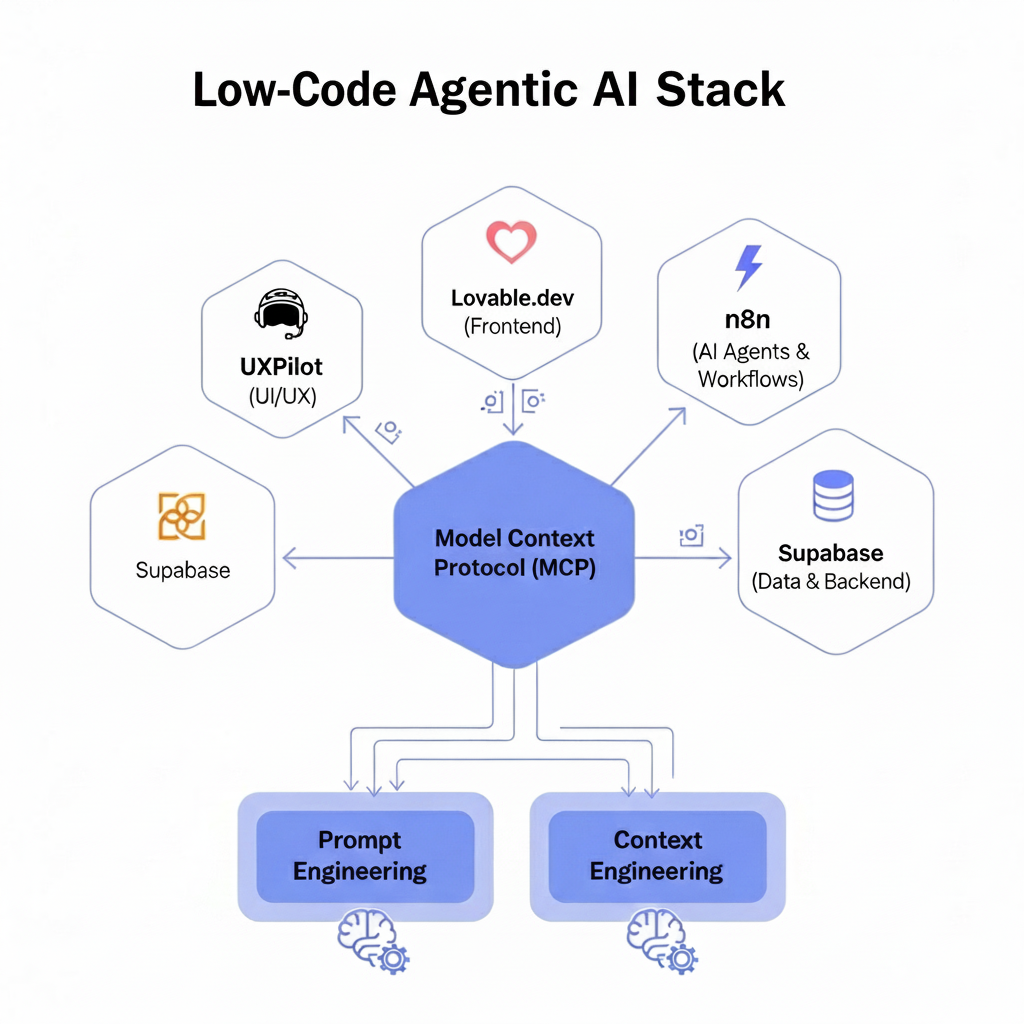 Low-Code Agentic AI Stack
Lovable.dev
(Frontend)
n8n
(AI Agents &
Workflows)
UXPilot
(UI/UX)
Supabase
Model Context
Protocol (MCP)
Supabase
(Data & Backend)
Prompt
Engineering
Context
Engineering